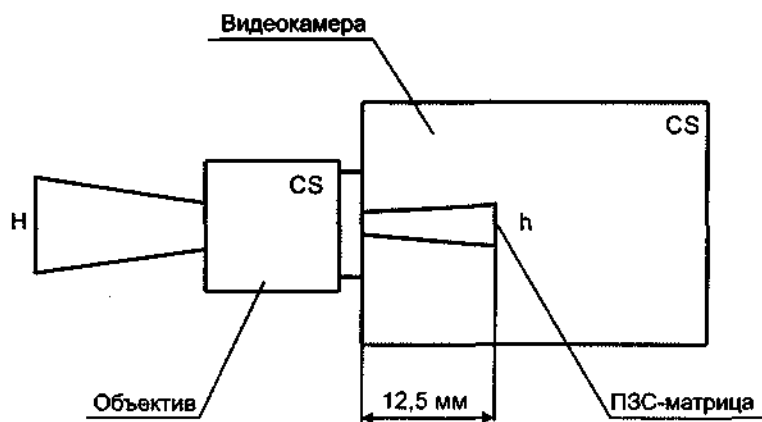 Видеокамера
CS
CS
H
h
Объектив
12,5 мм
ПЗС-матрица